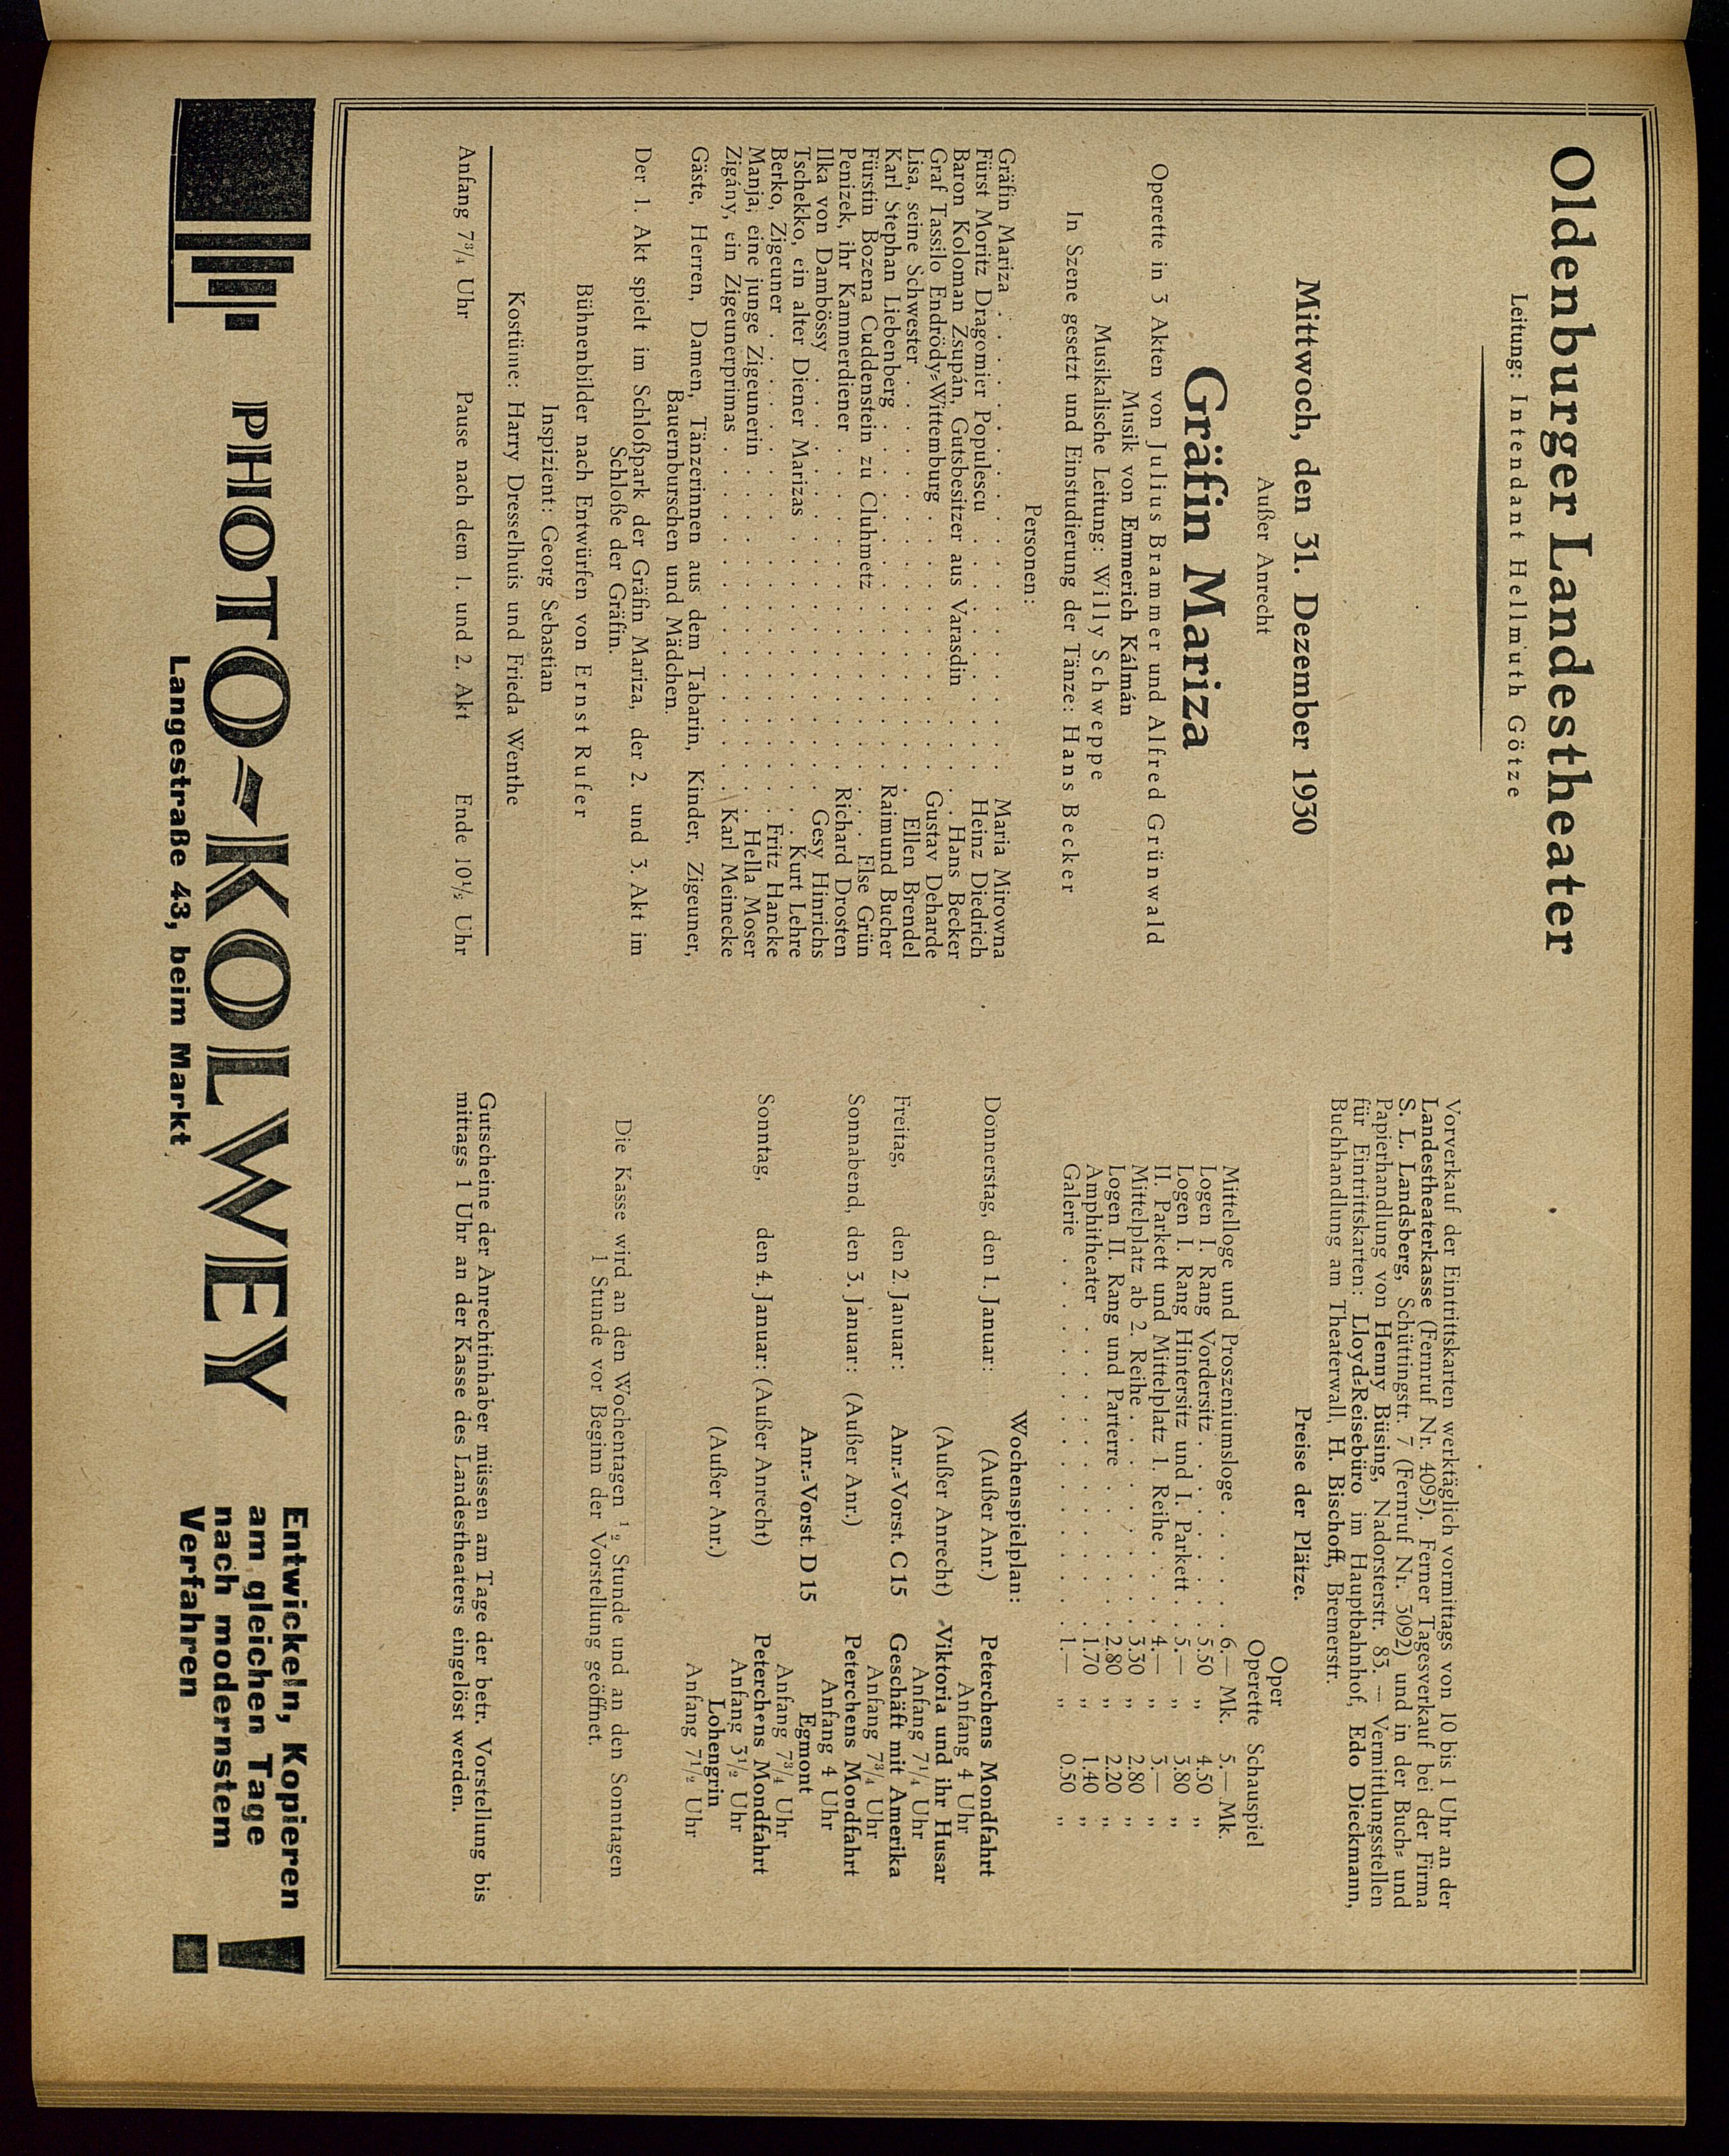 Oldenburger Landestheater
Leitung: Intendant Hellmuth Götze
Mittwoch, den 31. Dezember 1930
Außer Anrecht
Gräfin Mariza
Operette in 3 Akten von Julius Brammer und Alfred Grünwald
Musik von Emmerich Kálmán
Musikalische Leitung: Willy Schweppe
In Szene gesetzt und Einstudierung der Tänze: Hans Becker
Personen:
Gräfin Mariza . . . . . . . . . . . . . . . . . . . . . Maria Mirowna
Fürst Moritz Dragomier Populescu . . . . . . . . . . . Heinz Diedrich
Baron Koloman Zsupán, Gutsbesitzer aus Varasdin . . . . . Hans Becker
Graf Tassilo Endrödy-Wittemburg . . . . . . . . . . . Gustav Deharde
Lisa, seine Schwester . . . . . . . . . . . . . . . . . . Ellen Brendel
Karl Stephan Liebenberg . . . . . . . . . . . . . . . Raimund Bucher
Fürstin Bozena Cuddenstein zu Cluhmetz . . . . . . . . . . Else Grün
Penizek, ihr Kammerdiener . . . . . . . . . . . . . . Richard Drosten
Ilka von Dambössy . . . . . . . . . . . . . . . . . . Gesy Hinrichs
Tschekko, ein alter Diener Marizas . . . . . . . . . . . . . Kurt Lehre
Berko, Zigeuner . . . . . . . . . . . . . . . . . . . . Fritz Hancke
Manja, eine junge Zigeunerin . . . . . . . . . . . . . . Hella Moser
Zigány, ein Zigeunerprimas . . . . . . . . . . . . . . Karl Meinecke
Gäste, Herren, Damen, Tänzerinnen aus dem Tabarin, Kinder, Zigeuner,
Bauernburschen und Mädchen.
Der 1. Akt spielt im Schloßpark der Gräfin Mariza, der 2. und 3. Akt im
Schloße der Gräfin.
Bühnenbilder nach Entwürfen von Ernst Rufer
Inspizient: Georg Sebastian
Kostüme: Harry Dresselhuis und Frieda Wenthe
Anfang 7¾ Uhr Pause nach dem 1. und 2. Akt Ende 10½ Uhr
Vorverkauf der Eintrittskarten werktäglich vormittags von 10 bis 1 Uhr an der
Landestheaterkasse (Fernruf Nr. 4095). Ferner Tagesverkauf bei der Firma
S. L. Landsberg, Schüttingstr. 7 (Fernruf Nr. 3092) und in der Buch- und
Papierhandlung von Henny Büsing, Nadorsterstr. 83. — Vermittlungsstellen
für Eintrittskarten: Lloyd-Reisebüro im Hauptbahnhof, Edo Dieckmann,
Buchhandlung am Theaterwall, H. Bischoff, Bremerstr.
Preise der Plätze.
Oper
Operette Schauspiel
Mittelloge und Proszeniumsloge . . . . . . 6.— Mk. 5.— Mk.
Logen I. Rang Vordersitz . . . . . . . . . 5.50 „ 4.50 „
Logen I. Rang Hintersitz und I. Parkett . . 5.— „ 3.80 „
II. Parkett und Mittelplatz 1. Reihe . . . . 4.— „ 3.— „
Mittelplatz ab 2. Reihe . . . . . . . . . 3.30 „ 2.80 „
Logen II. Rang und Parterre . . . . . . . 2.80 „ 2.20 „
Amphitheater . . . . . . . . . . . . . 1.70 „ 1.40 „
Galerie . . . . . . . . . . . . . . . 1.— „ 0.50 „
Wochenspielplan:
Donnerstag, den 1. Januar: (Außer Anr.) Peterchens Mondfahrt
Anfang 4 Uhr
(Außer Anrecht) Viktoria und ihr Husar
Anfang 7¼ Uhr
Freitag, den 2. Januar: Anr.-Vorst. C 15 Geschäft mit Amerika
Anfang 7¾ Uhr
Sonnabend, den 3. Januar: (Außer Anr.) Peterchens Mondfahrt
Anfang 4 Uhr
Anr.-Vorst. D 15 Egmont
Anfang 7¾ Uhr
Sonntag, den 4. Januar: (Außer Anrecht) Peterchens Mondfahrt
Anfang 3½ Uhr
(Außer Anr.) Lohengrin
Anfang 7½ Uhr
Die Kasse wird an den Wochentagen ½ Stunde und an den Sonntagen
1 Stunde vor Beginn der Vorstellung geöffnet.
Gutscheine der Anrechtinhaber müssen am Tage der betr. Vorstellung bis
mittags 1 Uhr an der Kasse des Landestheaters eingelöst werden.
PHOTO-KOLWEY
Langestraße 43, beim Markt
Entwickeln, Kopieren
am gleichen Tage
nach modernstem
Verfahren !